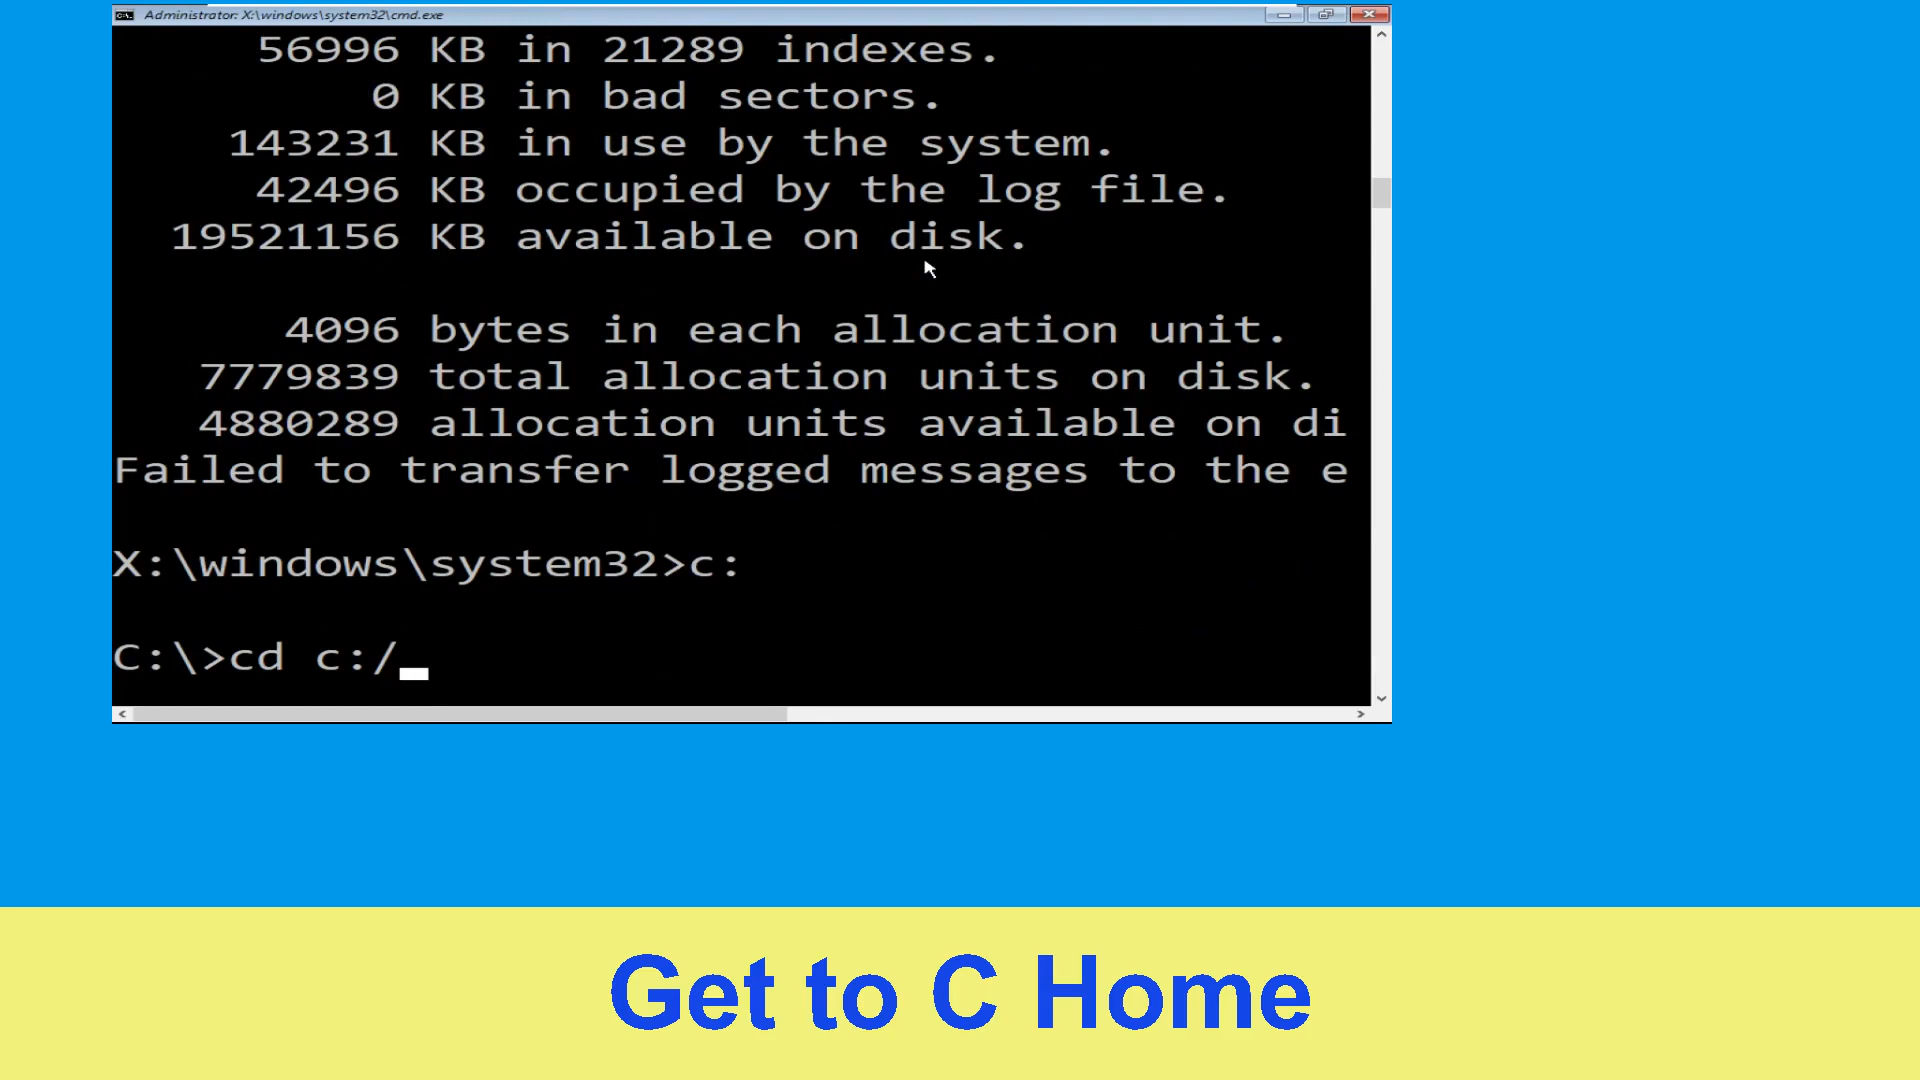 Administrator: X:\windows\system32\cmd.exe
56996 KB in 21289 indexes.
0 KB in bad sectors.
143231 KB in use by the system.
42496 KB occupied by the log file.
19521156 KB available on disk.
4096 bytes in each allocation unit.
7779839 total allocation units on disk.
4880289 allocation units available on di
Failed to transfer logged messages to the e
X:\windows\system32>c:
C:\>cd c:/
Get to C Home